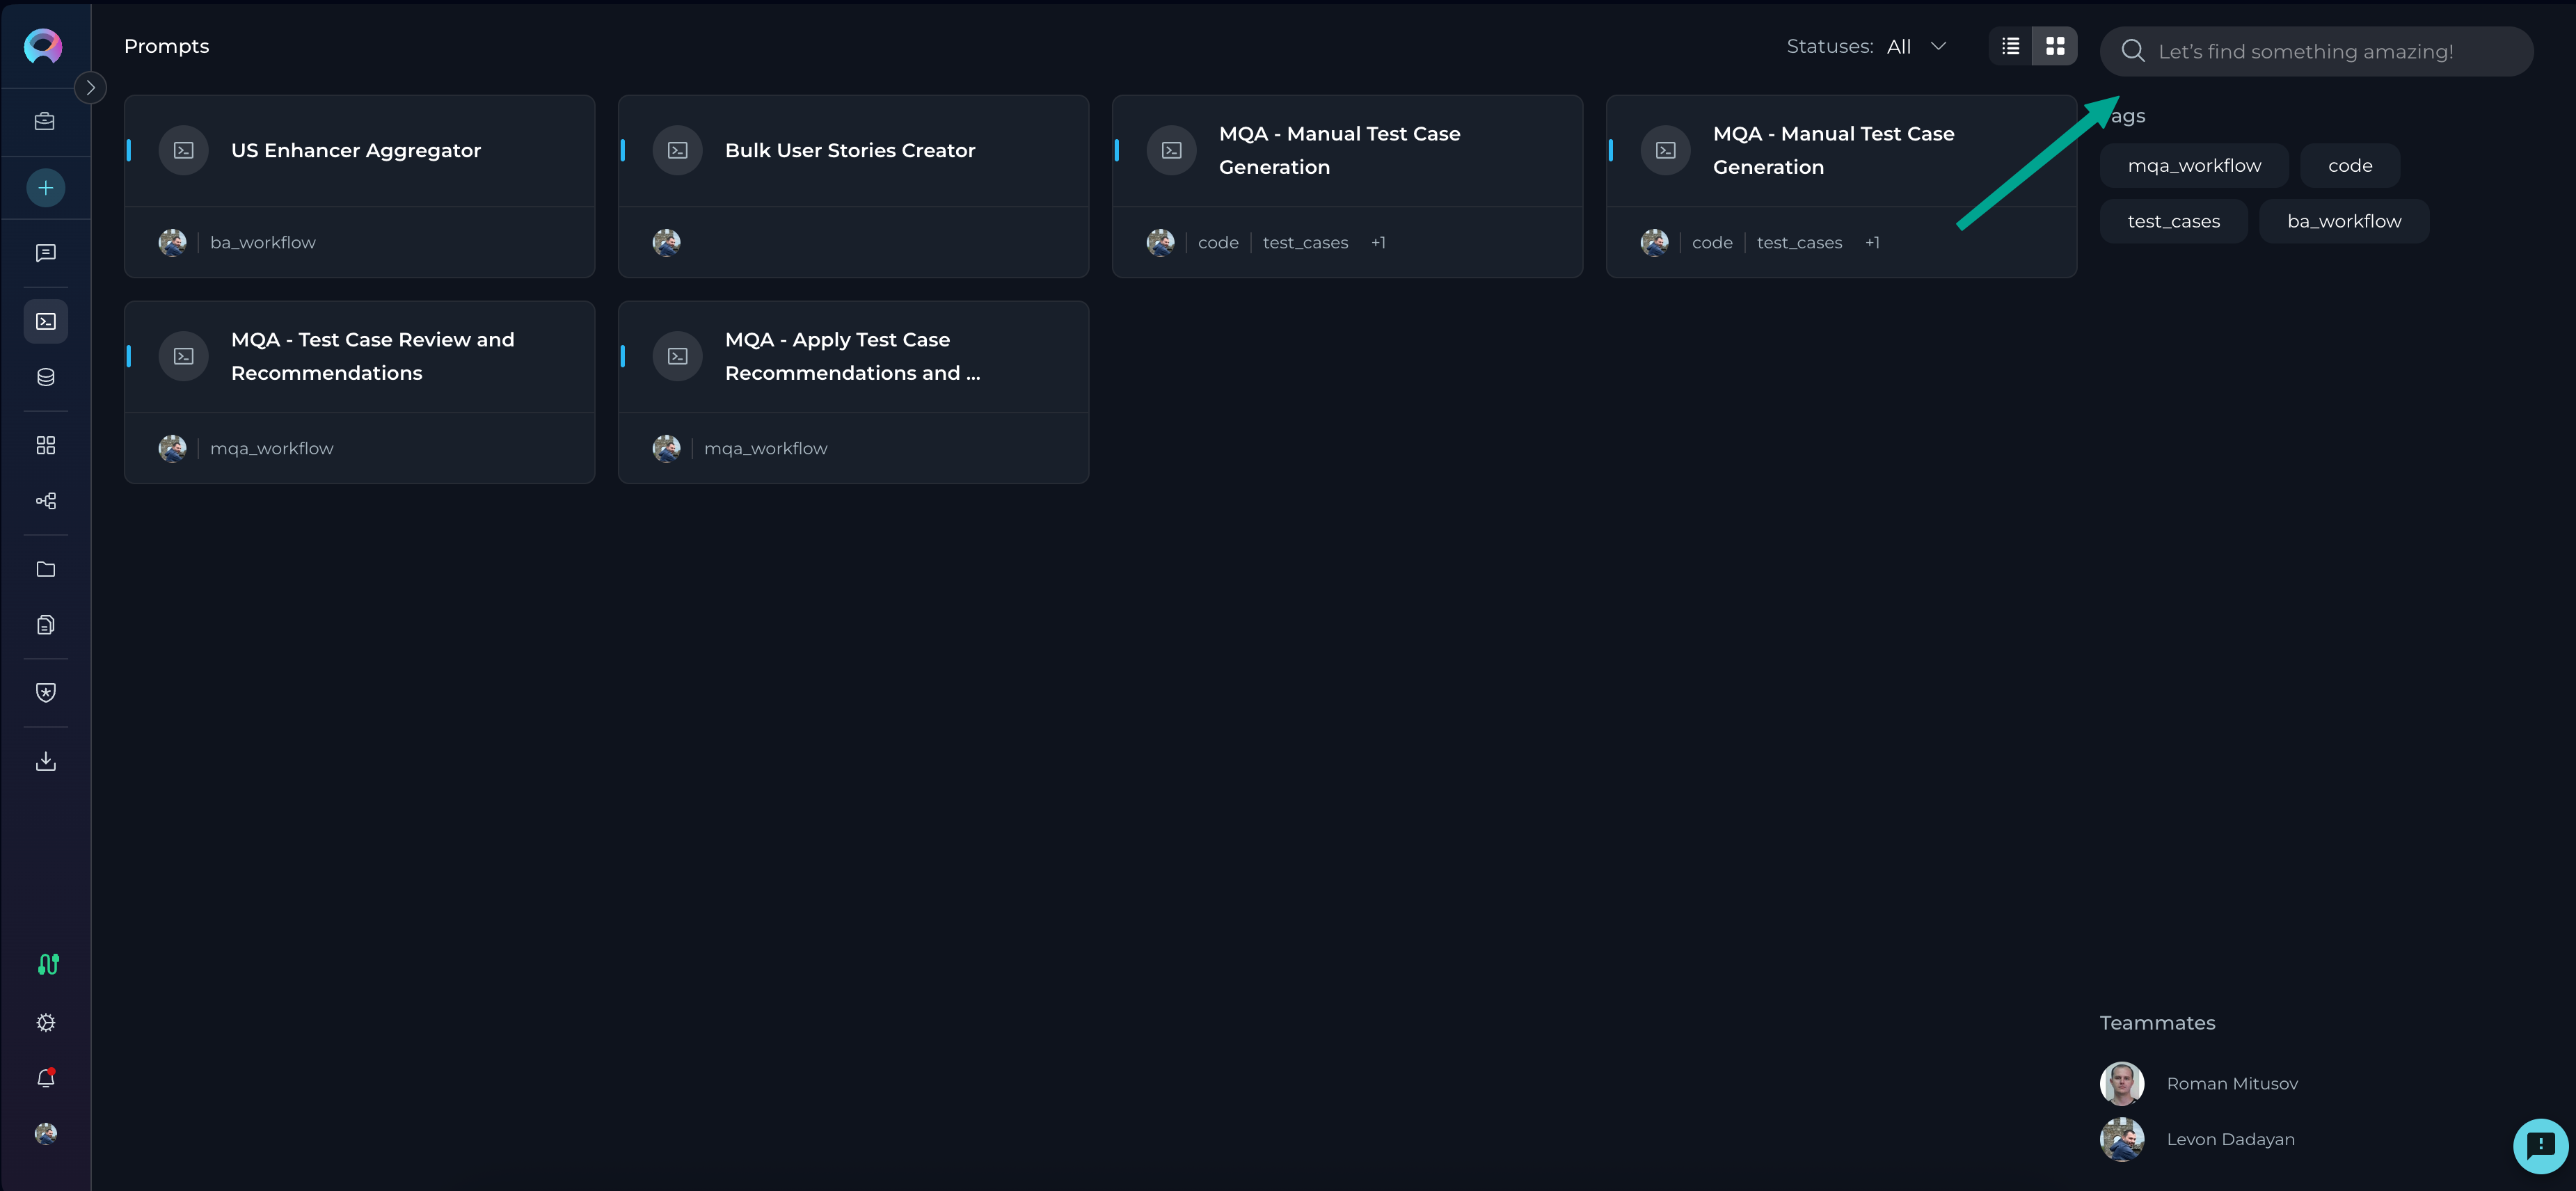 Prompts
Statuses: All
Let's find something amazing!
US Enhancer Aggregator
ba_workflow
Bulk User Stories Creator
MQA - Manual Test Case
Generation
code test_cases +1
MQA - Manual Test Case
Generation
code test_cases +1
MQA - Test Case Review and
Recommendations
mqa_workflow
MQA - Apply Test Case
Recommendations and ...
mqa_workflow
ags
mqa_workflow
code
test_cases
ba_workflow
Teammates
Roman Mitusov
Levon Dadayan